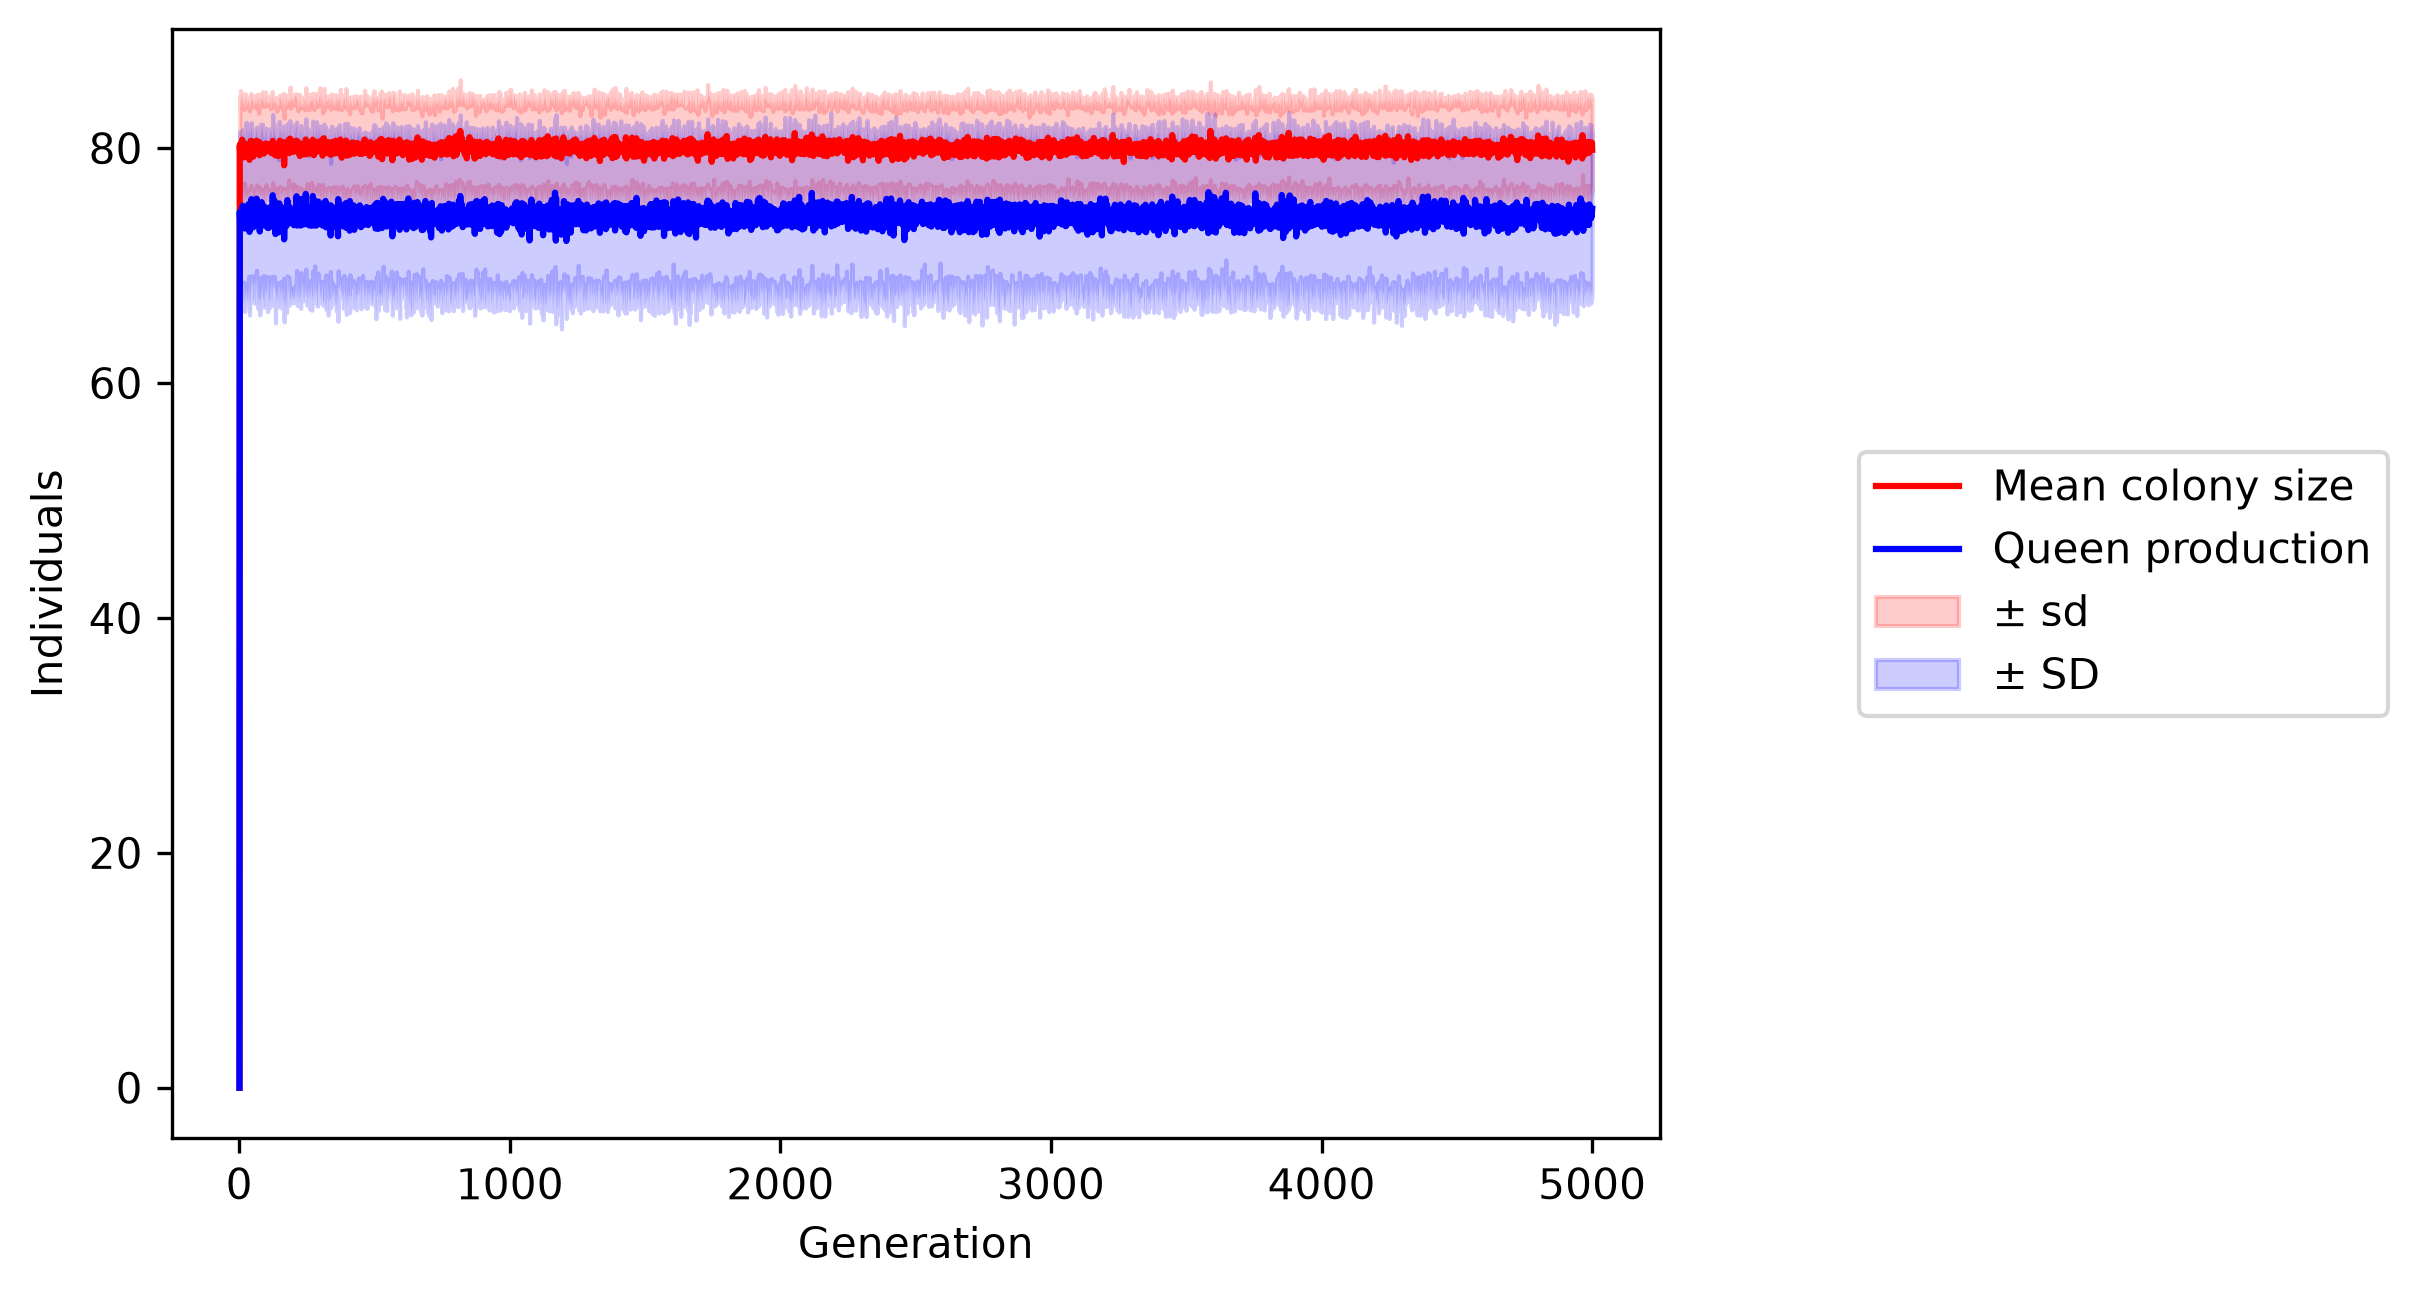 80
60
40
20
0
Individuals
0 1000 2000 3000 4000 5000
Generation
Mean colony size
Queen production
± sd
± SD